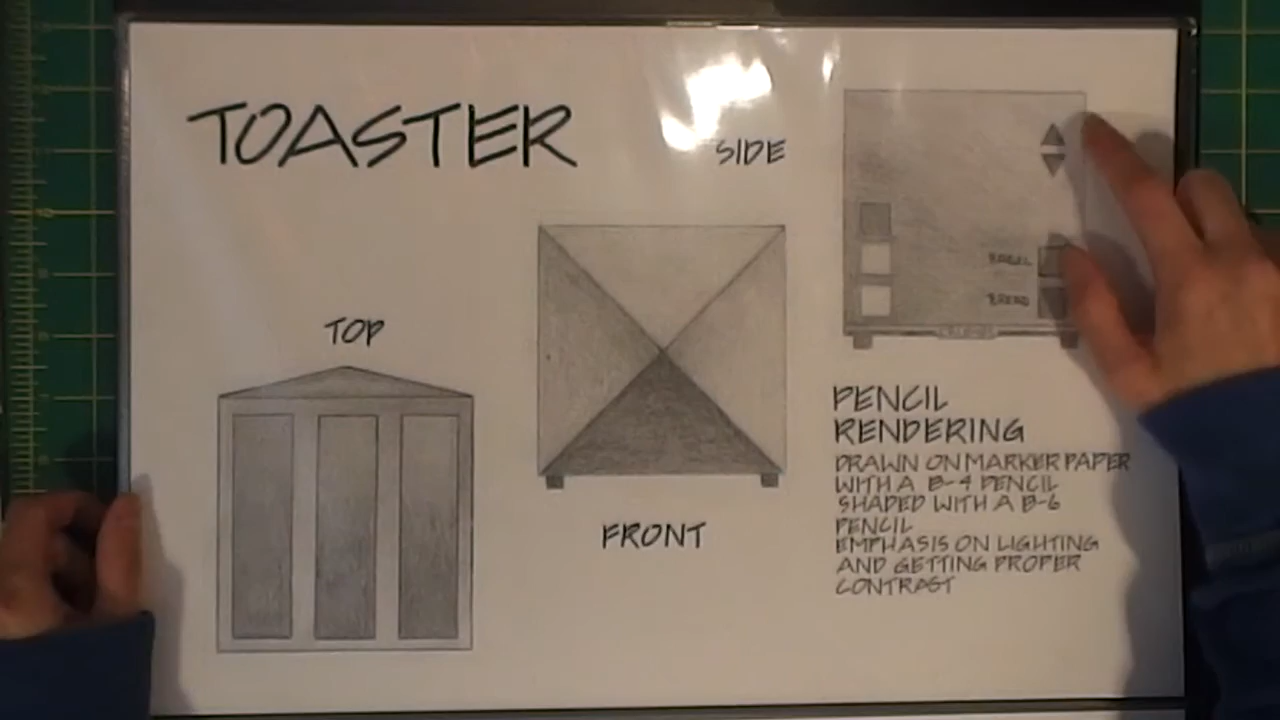 TOASTER
SIDE
BAGEL
BREAD
TOP
FRONT
PENCIL
RENDERING
DRAWN ON MARKER PAPER
WITH A B-4 PENCIL
SHADED WITH A B-6
PENCIL
EMPHASIS ON LIGHTING
AND GETTING PROPER
CONTRAST